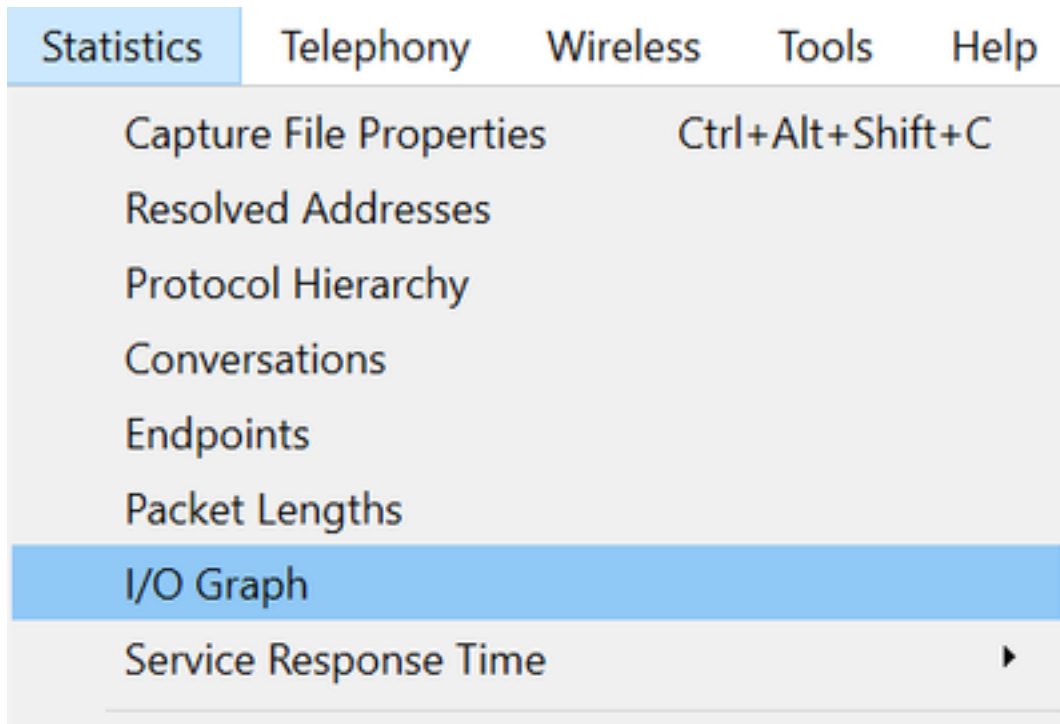 Statistics Telephony Wireless Tools Help
Capture File Properties Ctrl+Alt+Shift+C
Resolved Addresses
Protocol Hierarchy
Conversations
Endpoints
Packet Lengths
I/O Graph
Service Response Time